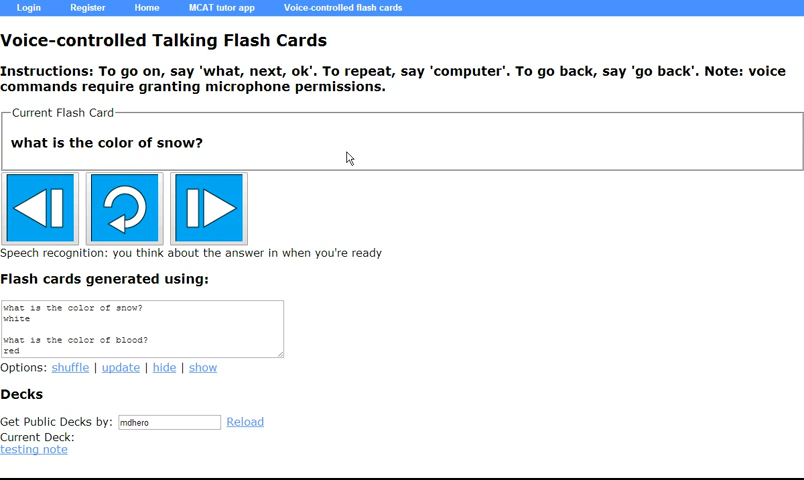 Login Register Home MCAT tutor app Voice-controlled flash cards
Voice-controlled Talking Flash Cards
Instructions: To go on, say 'what, next, ok'. To repeat, say 'computer'. To go back, say 'go back'. Note: voice
commands require granting microphone permissions.
Current Flash Card
what is the color of snow?
Speech recognition: you think about the answer in when you're ready
Flash cards generated using:
what is the color of snow?
white
what is the color of blood?
red
Options: shuffle | update | hide | show
Decks
Get Public Decks by: mdhero Reload
Current Deck:
testing note